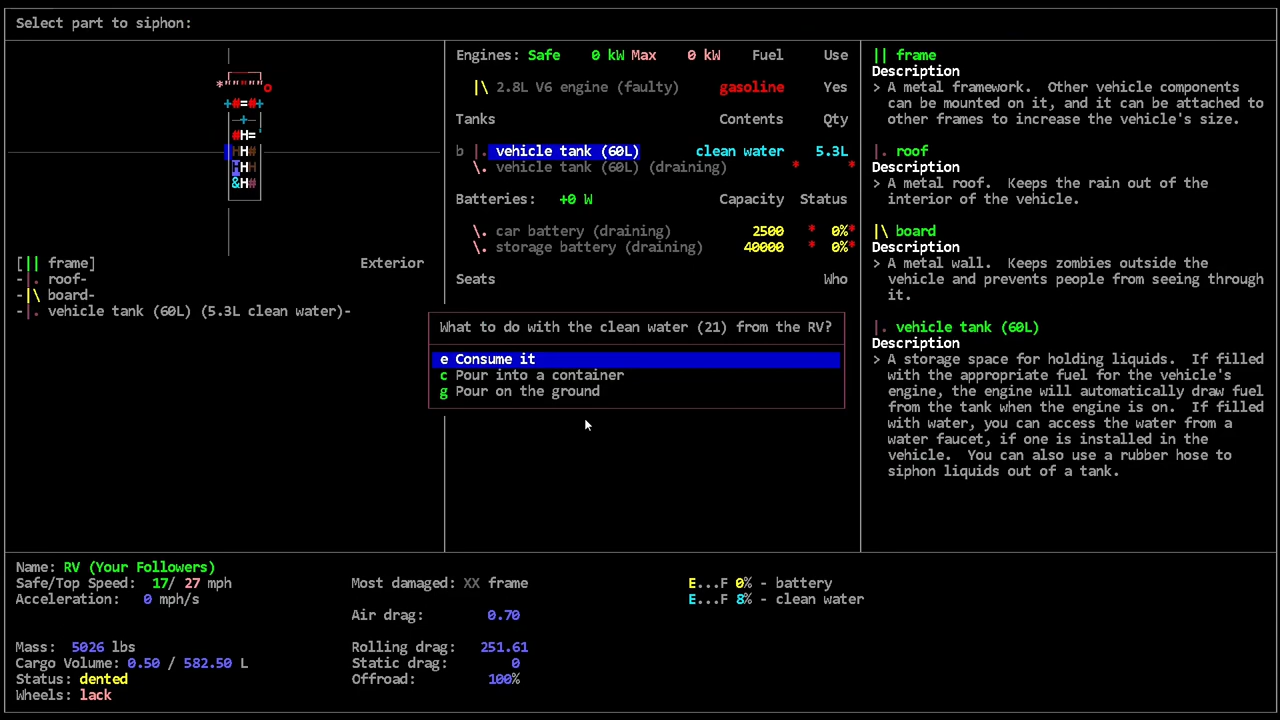 Select part to siphon:
*"""""o
+#=#+
-+-
#H='
HH#
HH
&H#
[|| frame] Exterior
-|. roof-
-|\ board-
-|. vehicle tank (60L) (5.3L clean water)-
Engines: Safe 0 kW Max 0 kW Fuel Use
|\ 2.8L V6 engine (faulty) gasoline Yes
Tanks Contents Qty
b |. vehicle tank (60L) clean water 5.3L
\. vehicle tank (60L) (draining) * *
Batteries: +0 W Capacity Status
\. car battery (draining) 2500 * 0%*
\. storage battery (draining) 40000 * 0%*
Seats Who
What to do with the clean water (21) from the RV?
e Consume it
c Pour into a container
g Pour on the ground
|| frame
Description
> A metal framework. Other vehicle components
can be mounted on it, and it can be attached to
other frames to increase the vehicle's size.
|. roof
Description
> A metal roof. Keeps the rain out of the
interior of the vehicle.
|\ board
Description
> A metal wall. Keeps zombies outside the
vehicle and prevents people from seeing through
it.
|. vehicle tank (60L)
Description
> A storage space for holding liquids. If filled
with the appropriate fuel for the vehicle's
engine, the engine will automatically draw fuel
from the tank when the engine is on. If filled
with water, you can access the water from a
water faucet, if one is installed in the
vehicle. You can also use a rubber hose to
siphon liquids out of a tank.
Name: RV (Your Followers)
Safe/Top Speed: 17/ 27 mph
Acceleration: 0 mph/s
Mass: 5026 lbs
Cargo Volume: 0.50 / 582.50 L
Status: dented
Wheels: lack
Most damaged: XX frame
Air drag: 0.70
Rolling drag: 251.61
Static drag: 0
Offroad: 100%
E...F 0% - battery
E...F 8% - clean water